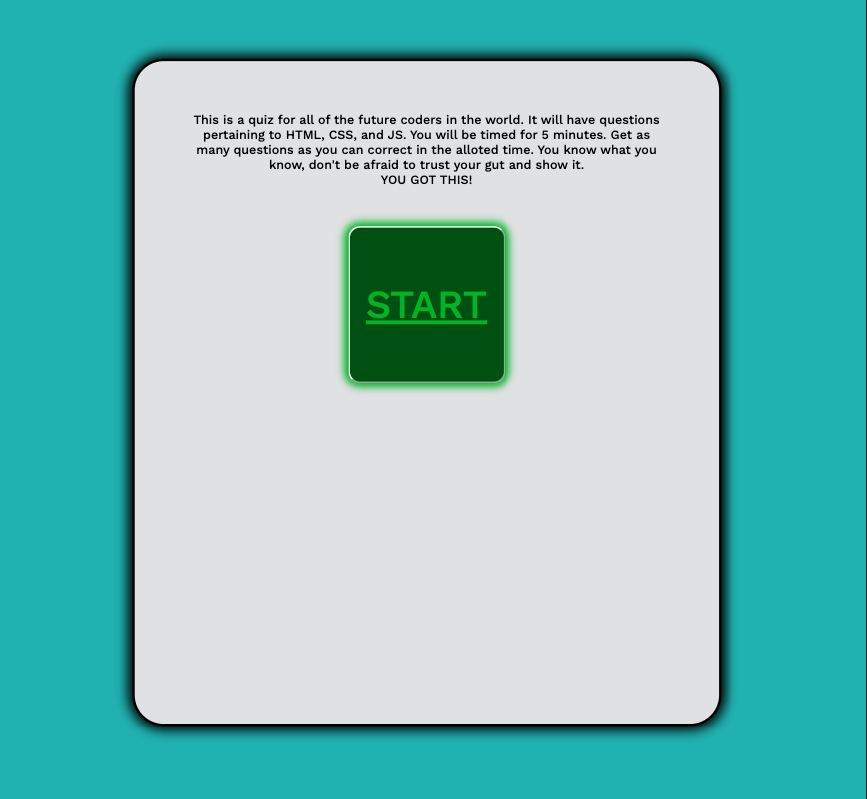 This is a quiz for all of the future coders in the world. It will have questions
pertaining to HTML, CSS, and JS. You will be timed for 5 minutes. Get as
many questions as you can correct in the alloted time. You know what you
know, don't be afraid to trust your gut and show it.
YOU GOT THIS!
START